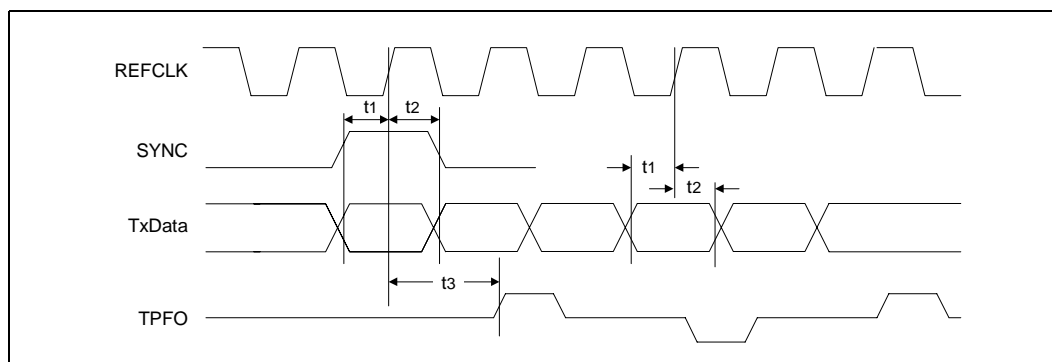 REFCLK
t1 t2
SYNC
t1
t2
TxData
t3
TPFO